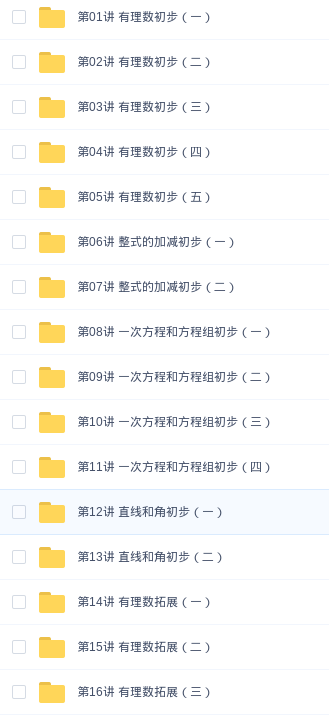 第01讲 有理数初步（一）
第02讲 有理数初步（二）
第03讲 有理数初步（三）
第04讲 有理数初步（四）
第05讲 有理数初步（五）
第06讲 整式的加减初步（一）
第07讲 整式的加减初步（二）
第08讲 一次方程和方程组初步（一）
第09讲 一次方程和方程组初步（二）
第10讲 一次方程和方程组初步（三）
第11讲 一次方程和方程组初步（四）
第12讲 直线和角初步（一）
第13讲 直线和角初步（二）
第14讲 有理数拓展（一）
第15讲 有理数拓展（二）
第16讲 有理数拓展（三）